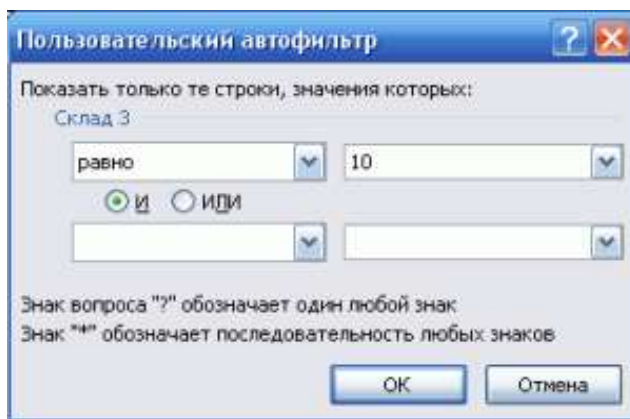 Пользовательский автофильтр
Показать только те строки, значения которых:
Склад 3
равно 10
И ИЛИ
Знак вопроса "?" обозначает один любой знак
Знак "*" обозначает последовательность любых знаков
ОК Отмена